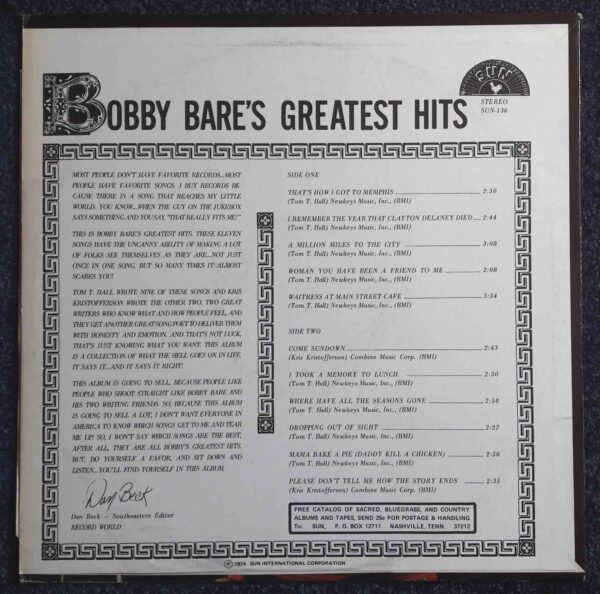 BOBBY BARE'S GREATEST HITS
SUN
STEREO
SUN-136
MOST PEOPLE DON'T HAVE FAVORITE RECORDS...MOST
PEOPLE HAVE FAVORITE SONGS. I BUY RECORDS BE-
CAUSE THERE IS A SONG THAT REACHES MY LITTLE
WORLD. YOU KNOW...WHEN THE GUY ON THE JUKEBOX
SAYS SOMETHING AND YOU SAY, "THAT REALLY FITS ME!"
THIS IS BOBBY BARE'S GREATEST HITS. THESE ELEVEN
SONGS HAVE THE UNCANNY ABILITY OF MAKING A LOT
OF FOLKS SEE THEMSELVES AS THEY ARE...NOT JUST
ONCE IN ONE SONG, BUT SO MANY TIMES IT ALMOST
SCARES YOU!
TOM T. HALL WROTE NINE OF THESE SONGS AND KRIS
KRISTOFFERSON WROTE THE OTHER TWO. TWO GREAT
WRITERS WHO KNOW WHAT AND HOW PEOPLE FEEL, AND
THEY GET ANOTHER GREAT SONG POET TO DELIVER THEM
WITH HONESTY AND EMOTION. AND THAT'S NOT LUCK,
THAT'S JUST KNOWING WHAT YOU WANT. THIS ALBUM
IS A COLLECTION OF WHAT THE HELL GOES ON IN LIFE.
IT SAYS IT...AND IT SAYS IT RIGHT!
THIS ALBUM IS GOING TO SELL, BECAUSE PEOPLE LIKE
PEOPLE WHO SHOOT STRAIGHT LIKE BOBBY BARE AND
HIS TWO WRITING FRIENDS. SO, BECAUSE THIS ALBUM
IS GOING TO SELL A LOT, I DON'T WANT EVERYONE IN
AMERICA TO KNOW WHICH SONGS GET TO ME AND TEAR
ME UP! SO, I WON'T SAY WHICH SONGS ARE THE BEST,
AFTER ALL, THEY ARE ALL BOBBY'S GREATEST HITS.
BUT, DO YOURSELF A FAVOR, AND SIT DOWN AND
LISTEN...YOU'LL FIND YOURSELF IN THIS ALBUM.
Dan Beck
Dan Beck - Southeastern Editor
RECORD WORLD
SIDE ONE
THAT'S HOW I GOT TO MEMPHIS 2:30
(Tom T. Hall) Newkeys Music, Inc., (BMI)
I REMEMBER THE YEAR THAT CLAYTON DELANEY DIED 2:44
(Tom T. Hall) Newkeys Music, Inc., (BMI)
A MILLION MILES TO THE CITY 3:08
(Tom T. Hall) Newkeys Music, Inc., (BMI)
WOMAN YOU HAVE BEEN A FRIEND TO ME 2:08
(Tom T. Hall) Newkeys Music, Inc., (BMI)
WAITRESS AT MAIN STREET CAFE 3:34
(Tom T. Hall) Newkeys Music, Inc., (BMI)
SIDE TWO
COME SUNDOWN 2:43
(Kris Kristofferson) Combine Music Corp. (BMI)
I TOOK A MEMORY TO LUNCH 2:50
(Tom T. Hall) Newkeys Music, Inc., (BMI)
WHERE HAVE ALL THE SEASONS GONE 2:50
(Tom T. Hall) Newkeys Music, Inc., (BMI)
DROPPING OUT OF SIGHT 2:22
(Tom T. Hall) Newkeys Music, Inc., (BMI)
MAMA BAKE A PIE (DADDY KILL A CHICKEN) 2:50
(Tom T. Hall) Newkeys Music, Inc., (BMI)
PLEASE DON'T TELL ME HOW THE STORY ENDS 2:35
(Kris Kristofferson) Combine Music Corp. (BMI)
FREE CATALOG OF SACRED, BLUEGRASS, AND COUNTRY
ALBUMS AND TAPES, SEND 25c FOR POSTAGE & HANDLING
To: SUN, P. O. BOX 12711 NASHVILLE, TENN. 37212
℗ 1974 SUN INTERNATIONAL CORPORATION